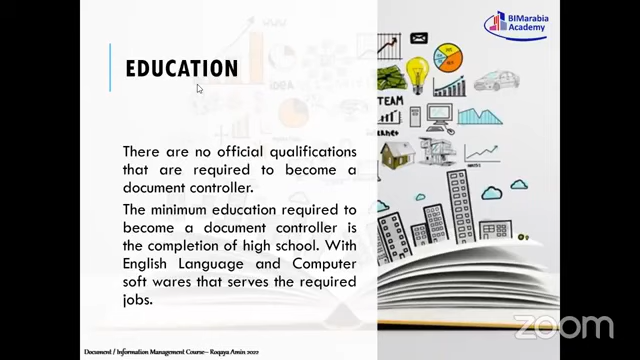 BIMarabia
Academy
EDUCATION
IDEA
TEAM
There are no official qualifications
that are required to become a
document controller.
The minimum education required to
become a document controller is
the completion of high school. With
English Language and Computer
soft wares that serves the required
jobs.
zoom
Document / Information Management Course – Roqaya Amin 2022